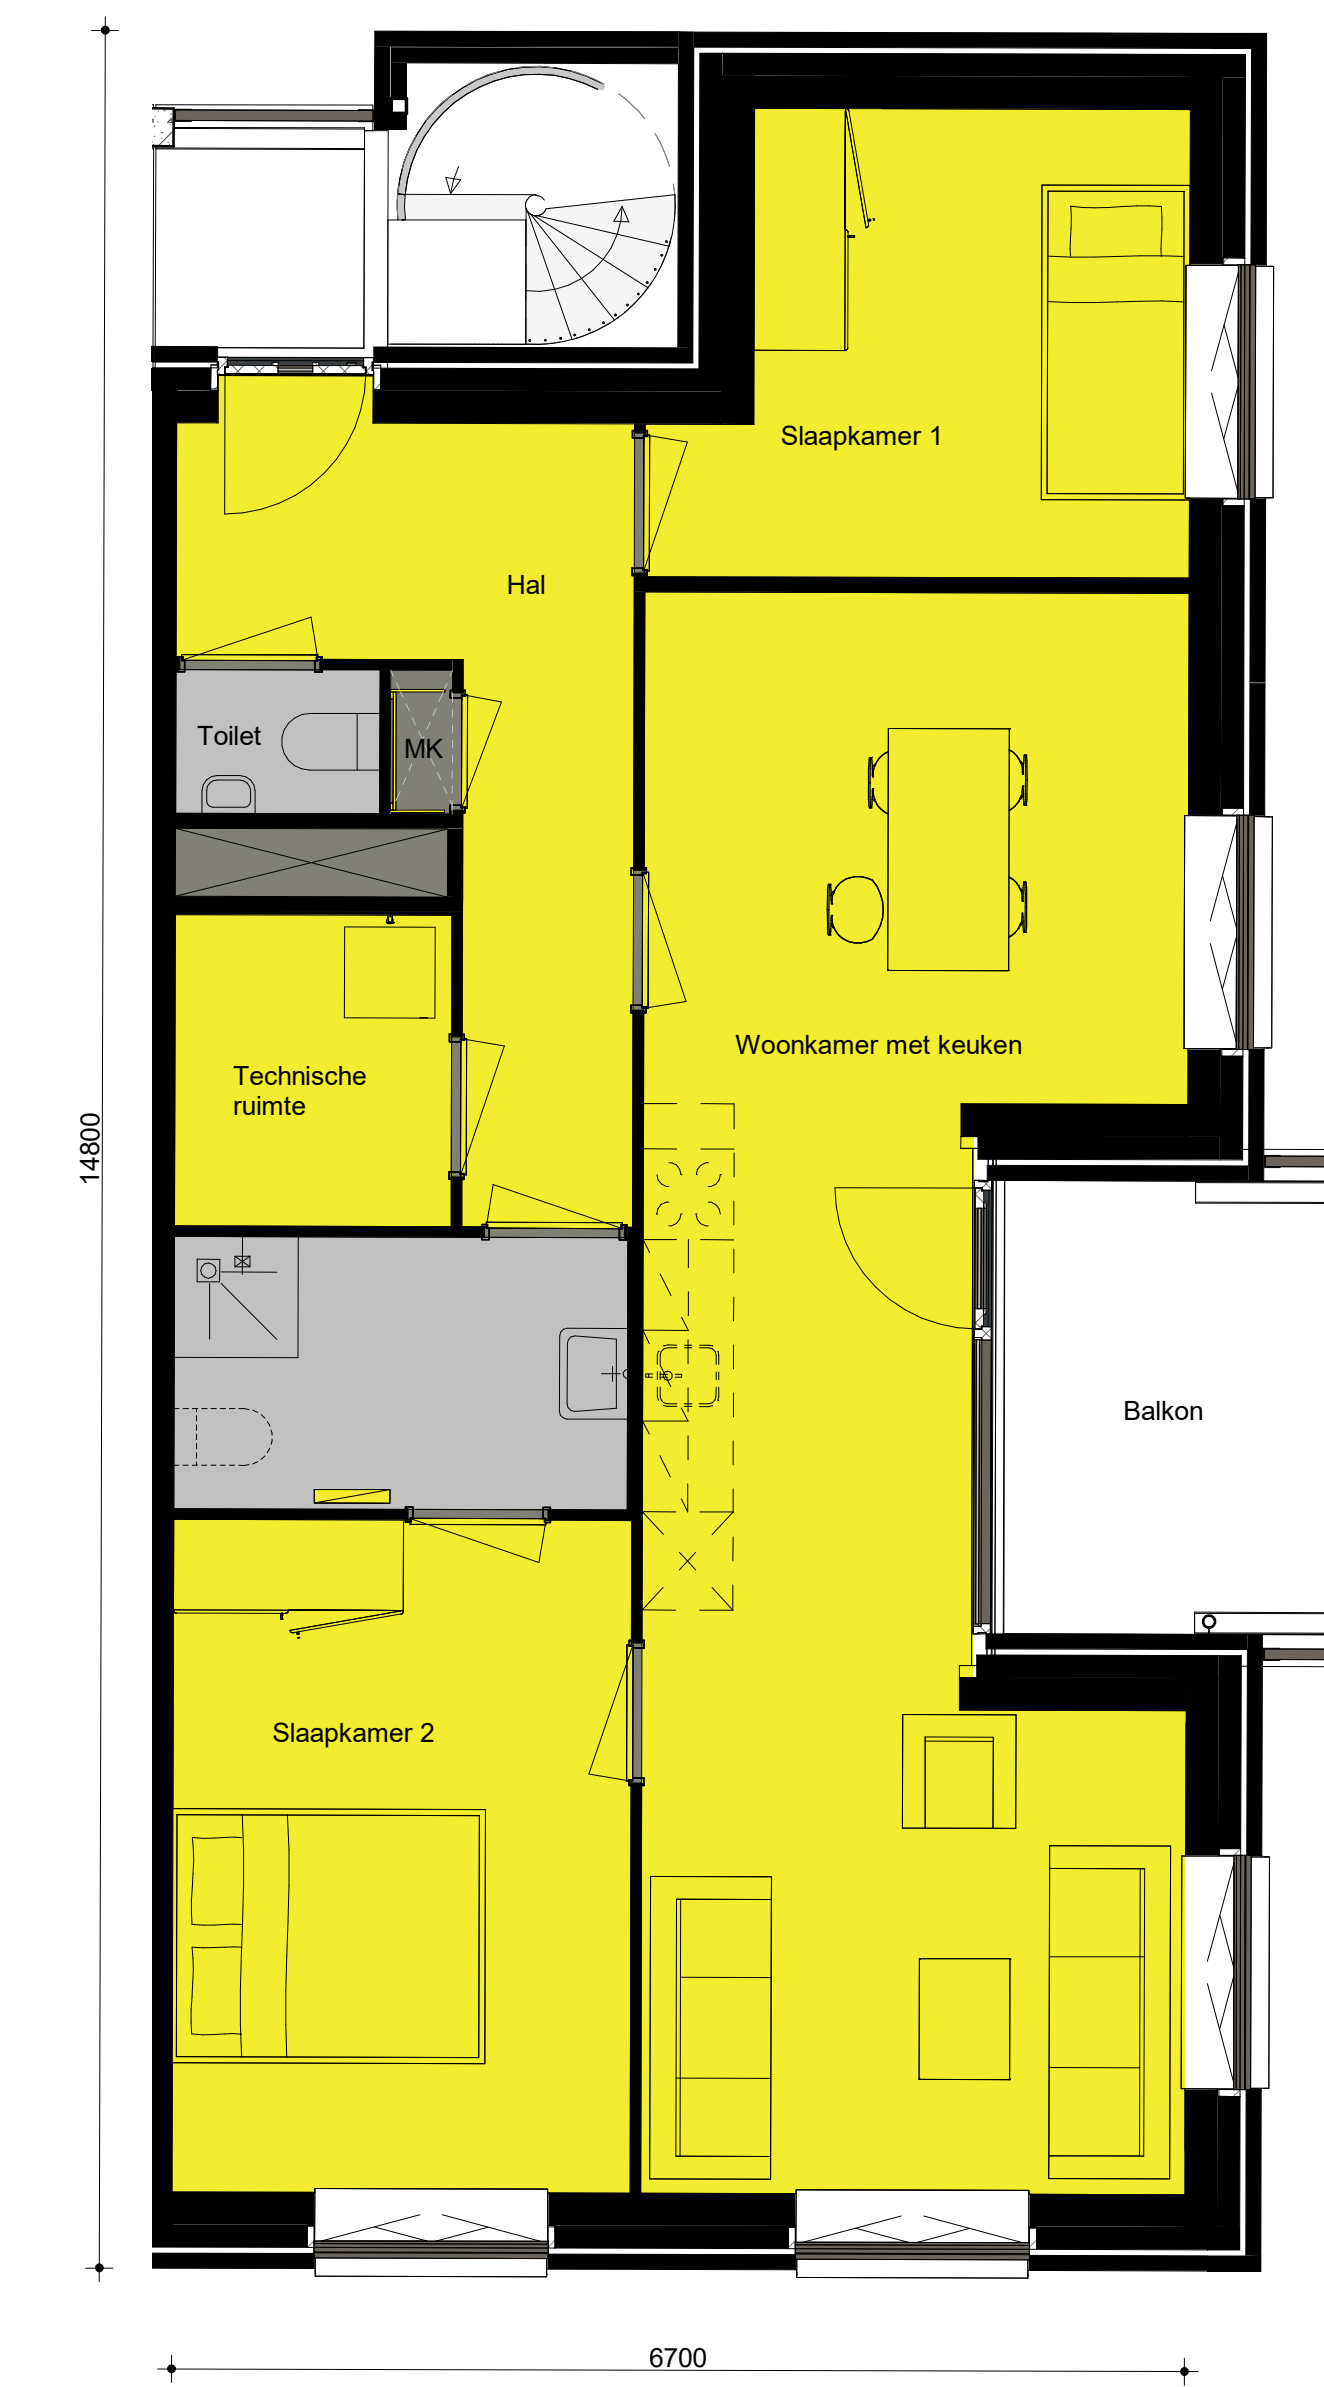 Slaapkamer 1
Hal
Toilet
MK
Woonkamer met keuken
Technische
ruimte
14800
Balkon
Slaapkamer 2
6700